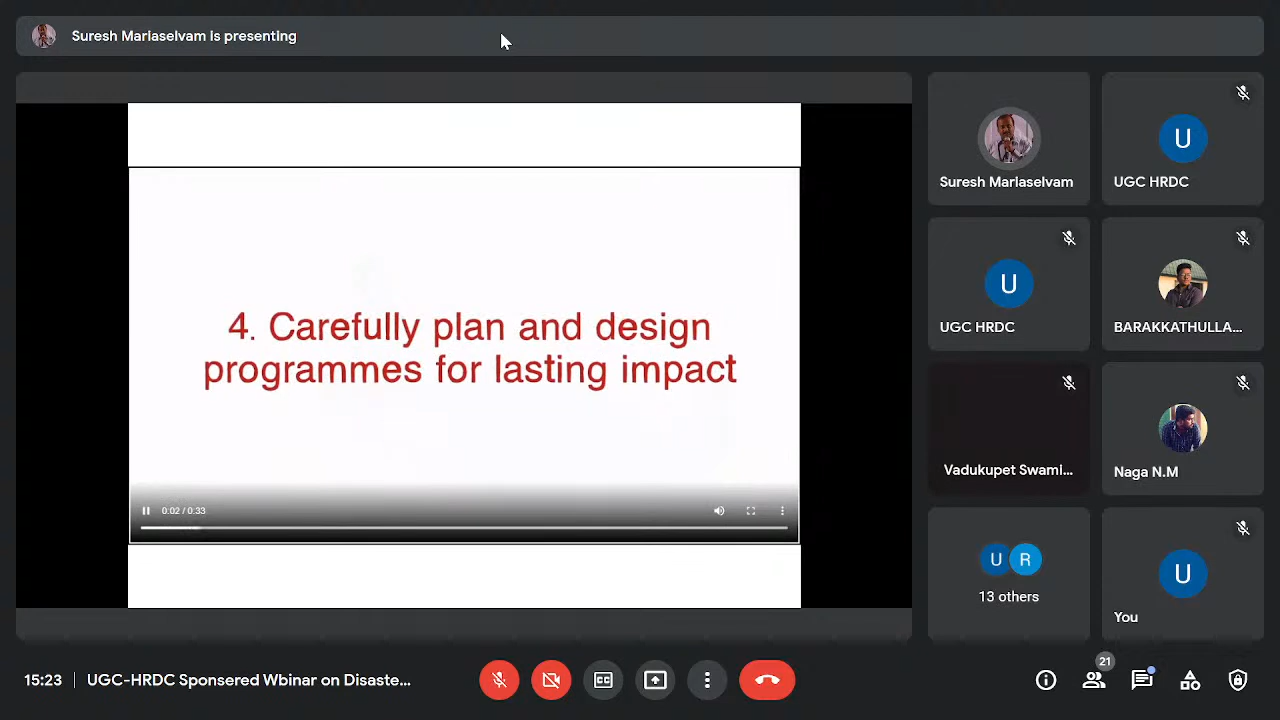 Suresh Mariaselvam is presenting
4. Carefully plan and design
programmes for lasting impact
0:02 / 0:33
Suresh Mariaselvam
U
UGC HRDC
U
UGC HRDC
BARAKKATHULLA...
Vadukupet Swami...
Naga N.M
U R
13 others
U
You
15:23 | UGC-HRDC Sponsered Wbinar on Disaste...
CC
21